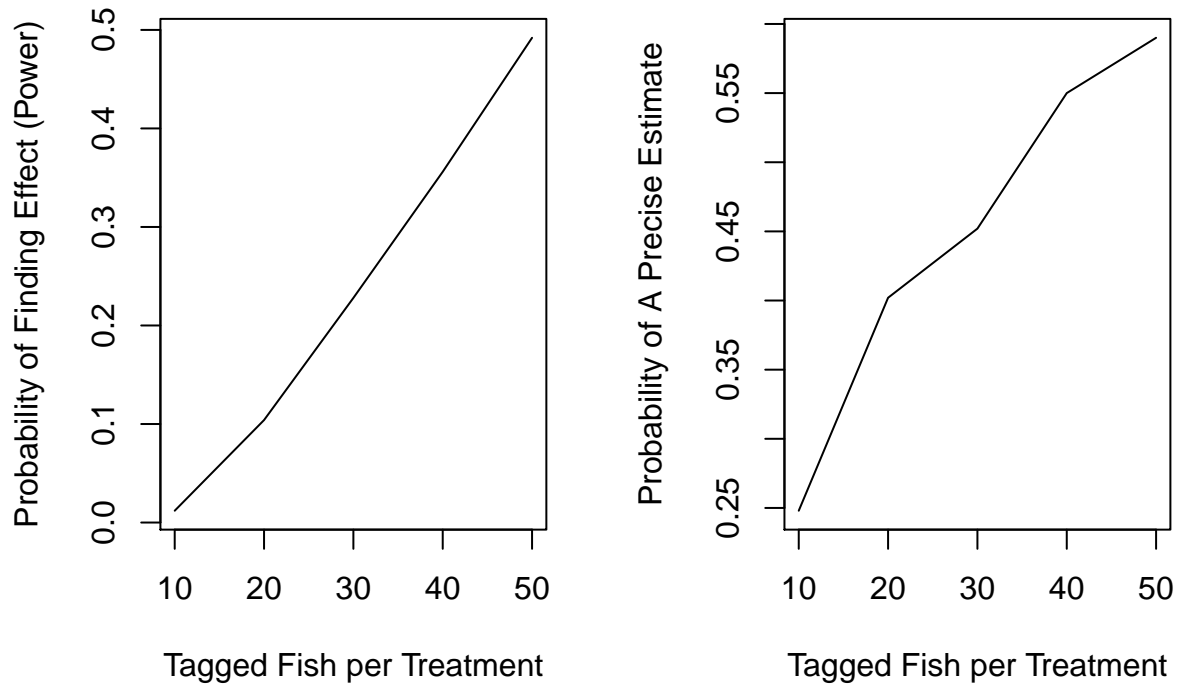 Probability of Finding Effect (Power)
0.5
0.4
0.3
0.2
0.1
0.0
10 20 30 40 50
Tagged Fish per Treatment
Probability of A Precise Estimate
0.55
0.45
0.35
0.25
10 20 30 40 50
Tagged Fish per Treatment